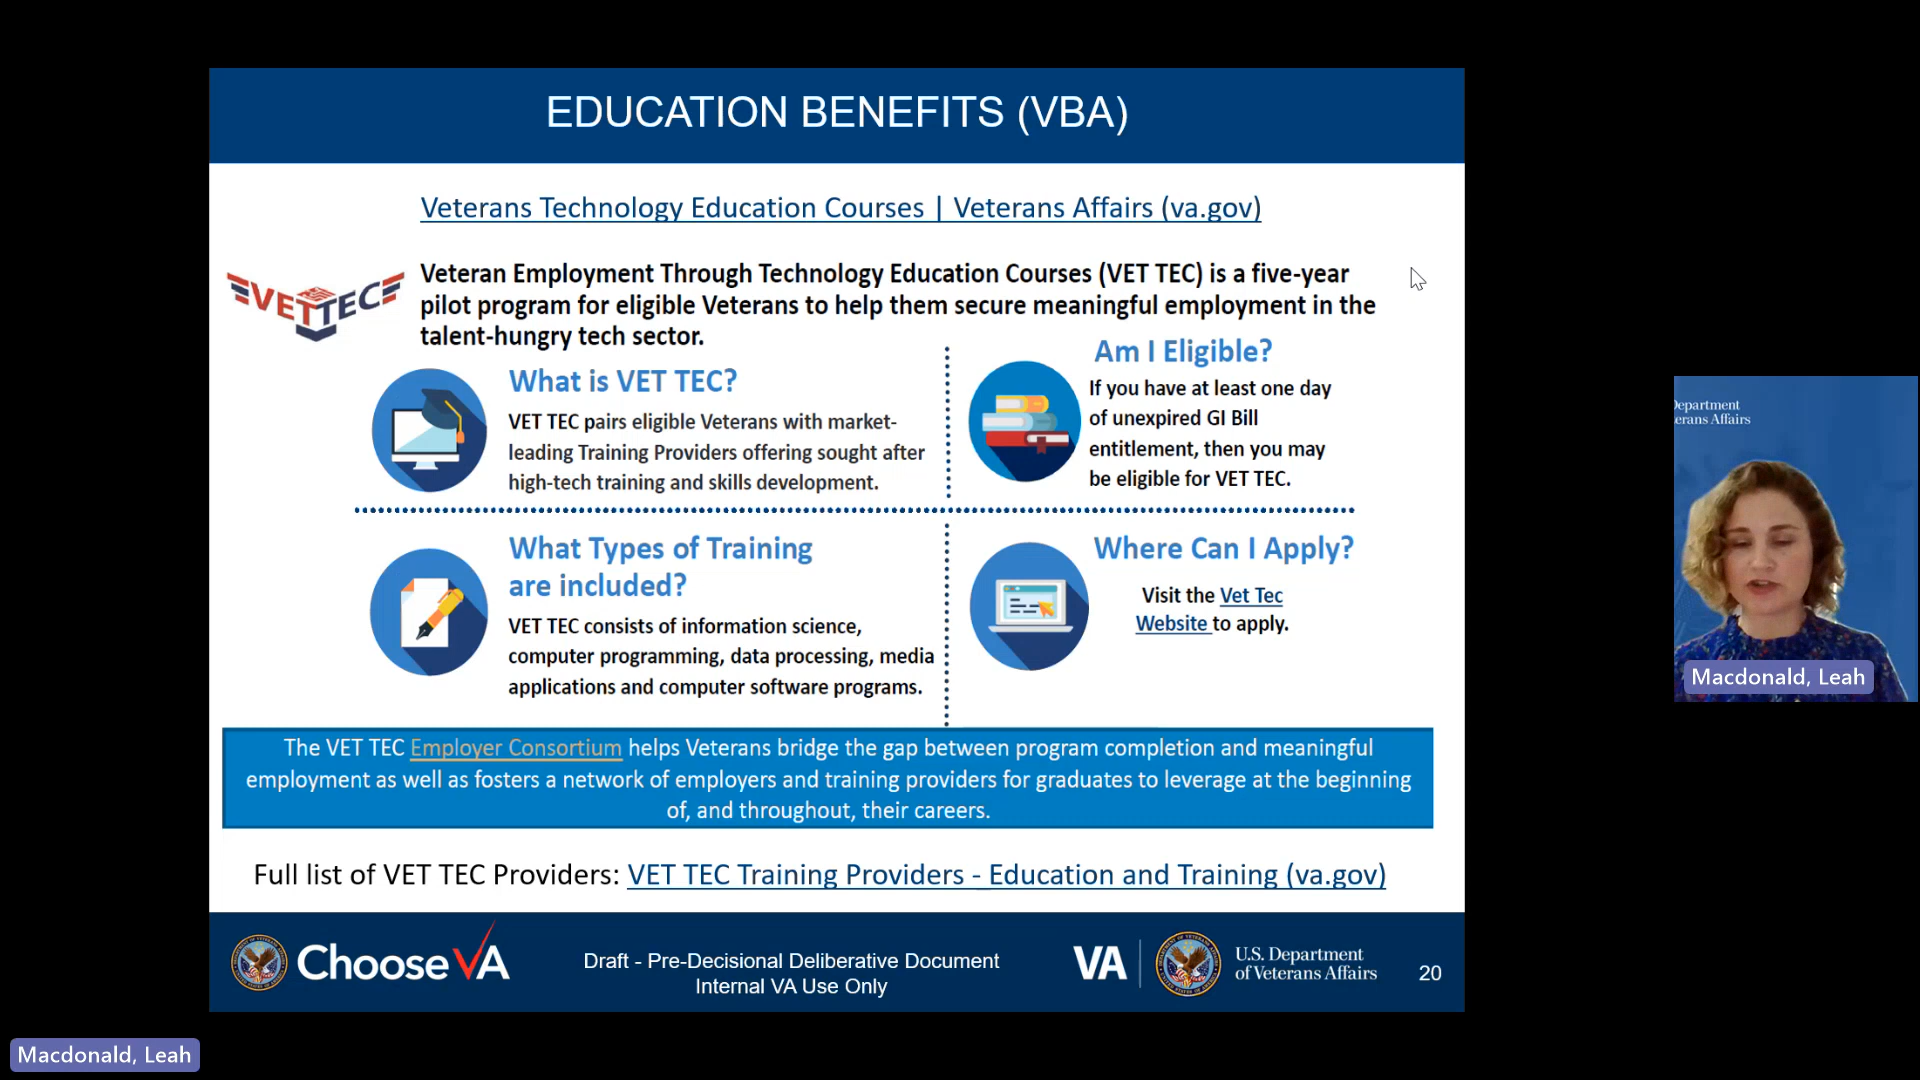 EDUCATION BENEFITS (VBA)
Veterans Technology Education Courses | Veterans Affairs (va.gov)
VET TEC
Veteran Employment Through Technology Education Courses (VET TEC) is a five-year
pilot program for eligible Veterans to help them secure meaningful employment in the
talent-hungry tech sector.
What is VET TEC?
VET TEC pairs eligible Veterans with market-
leading Training Providers offering sought after
high-tech training and skills development.
Am I Eligible?
If you have at least one day
of unexpired GI Bill
entitlement, then you may
be eligible for VET TEC.
What Types of Training
are included?
VET TEC consists of information science,
computer programming, data processing, media
applications and computer software programs.
Where Can I Apply?
Visit the Vet Tec
Website to apply.
The VET TEC Employer Consortium helps Veterans bridge the gap between program completion and meaningful
employment as well as fosters a network of employers and training providers for graduates to leverage at the beginning
of, and throughout, their careers.
Full list of VET TEC Providers: VET TEC Training Providers - Education and Training (va.gov)
Choose VA
Draft - Pre-Decisional Deliberative Document
Internal VA Use Only
VA
U.S. Department
of Veterans Affairs
20
epartment
erans Affairs
Macdonald, Leah
Macdonald, Leah